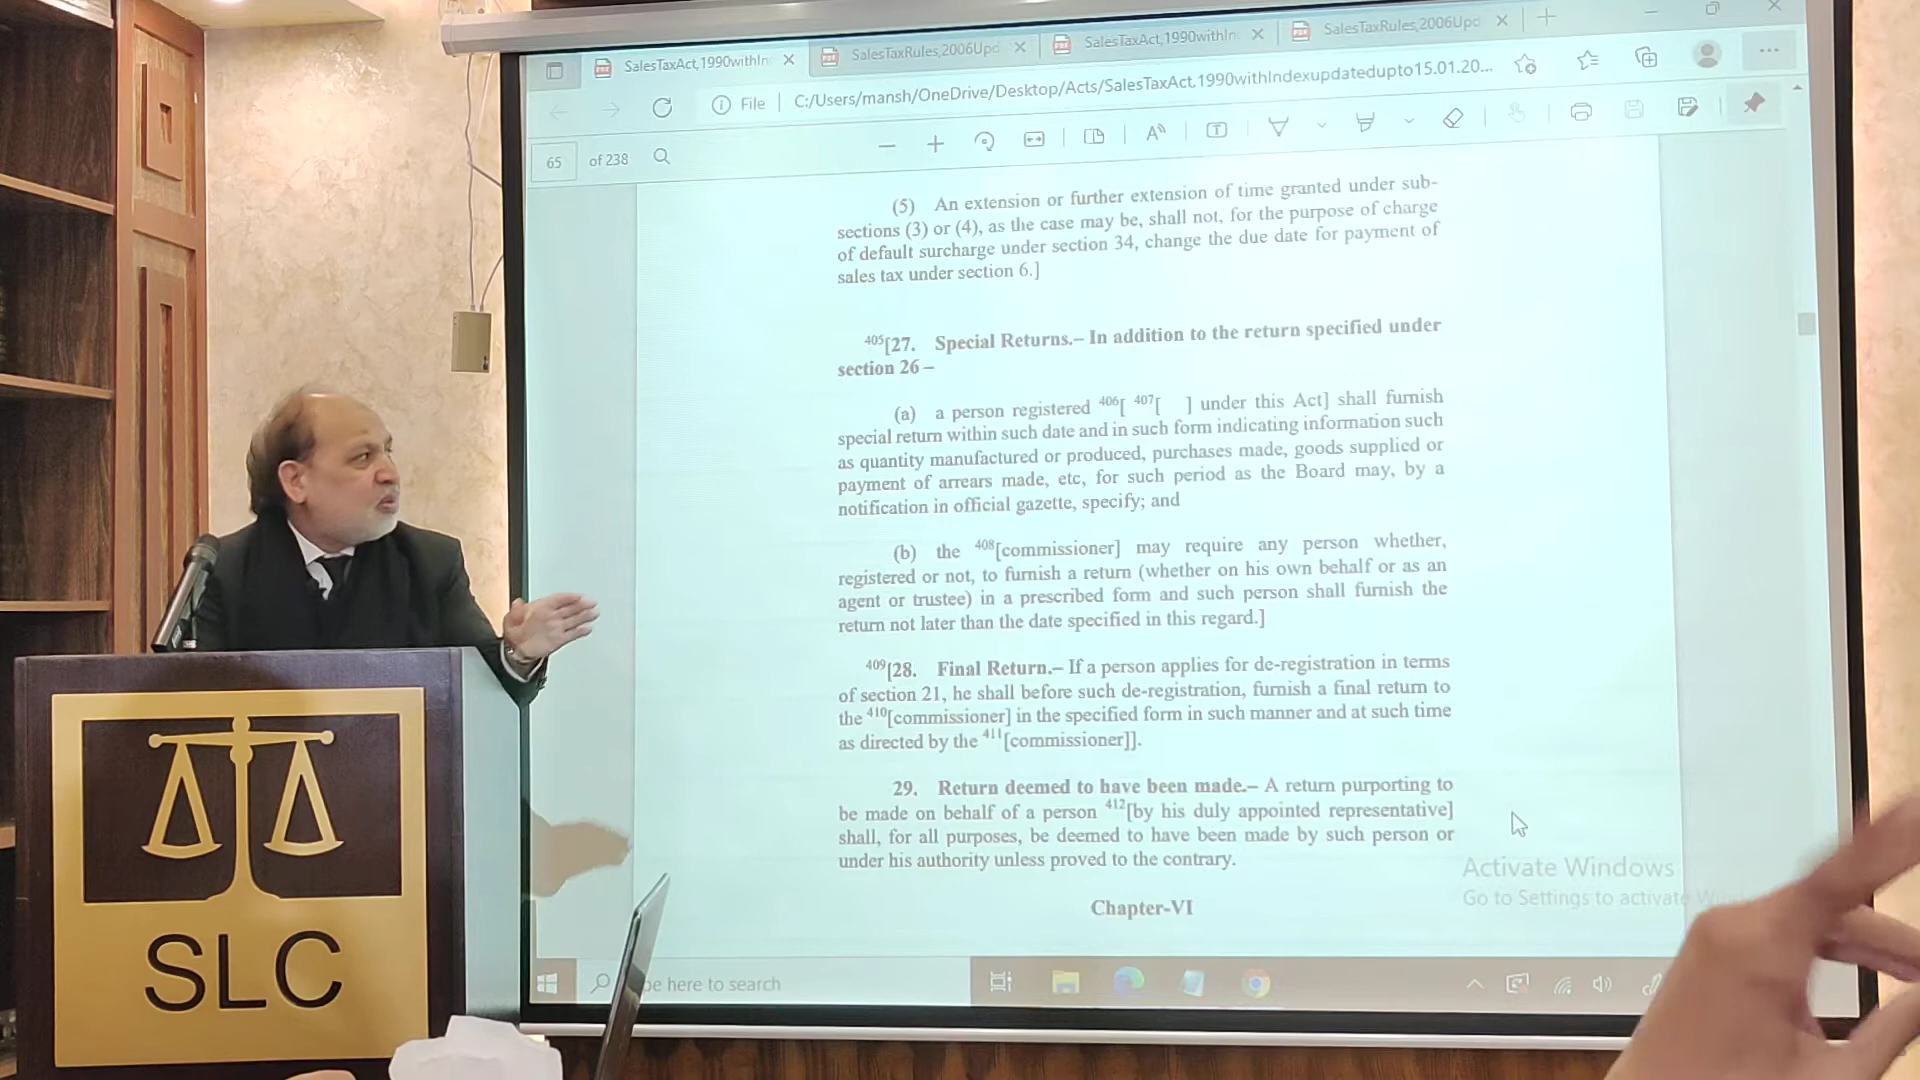 SalesTaxAct,1990withIn
SalesTaxRules,2006Upd
SalesTaxAct,1990withIn
SalesTaxRules,2006Upd
File
C:/Users/mansh/OneDrive/Desktop/Acts/SalesTaxAct,1990withIndexupdatedupto15.01.20...
65 of 238
(5) An extension or further extension of time granted under sub-
sections (3) or (4), as the case may be, shall not, for the purpose of charge
of default surcharge under section 34, change the due date for payment of
sales tax under section 6.]
405[27. Special Returns.– In addition to the return specified under
section 26 –
(a) a person registered 406[ 407[ ] under this Act] shall furnish
special return within such date and in such form indicating information such
as quantity manufactured or produced, purchases made, goods supplied or
payment of arrears made, etc, for such period as the Board may, by a
notification in official gazette, specify; and
(b) the 408[commissioner] may require any person whether,
registered or not, to furnish a return (whether on his own behalf or as an
agent or trustee) in a prescribed form and such person shall furnish the
return not later than the date specified in this regard.]
409[28. Final Return.– If a person applies for de-registration in terms
of section 21, he shall before such de-registration, furnish a final return to
the 410[commissioner] in the specified form in such manner and at such time
as directed by the 411[commissioner]].
29. Return deemed to have been made.– A return purporting to
be made on behalf of a person 412[by his duly appointed representative]
shall, for all purposes, be deemed to have been made by such person or
under his authority unless proved to the contrary.
Chapter-VI
Activate Windows
Go to Settings to activate
here to search
SLC